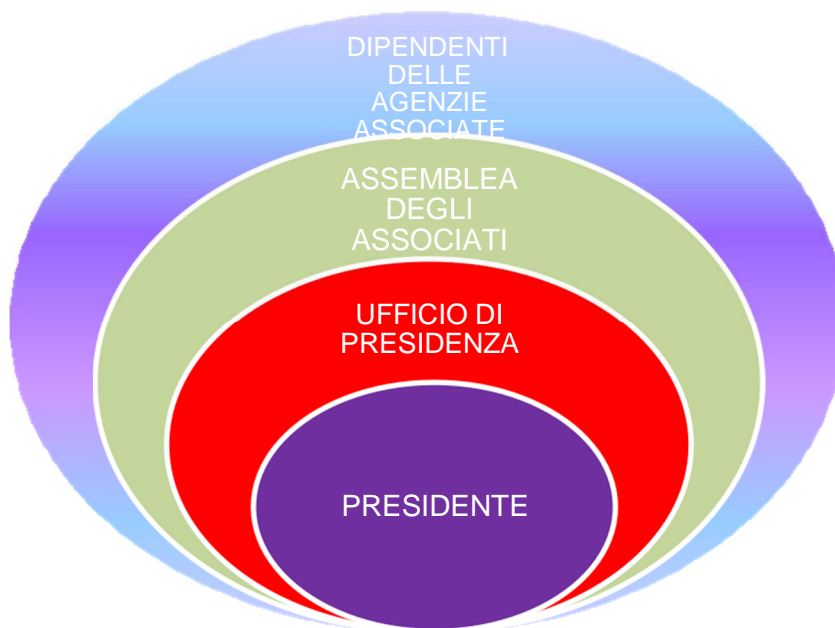 DIPENDENTI
DELLE
AGENZIE
ASSOCIATE
ASSEMBLEA
DEGLI
ASSOCIATI
UFFICIO DI
PRESIDENZA
PRESIDENTE